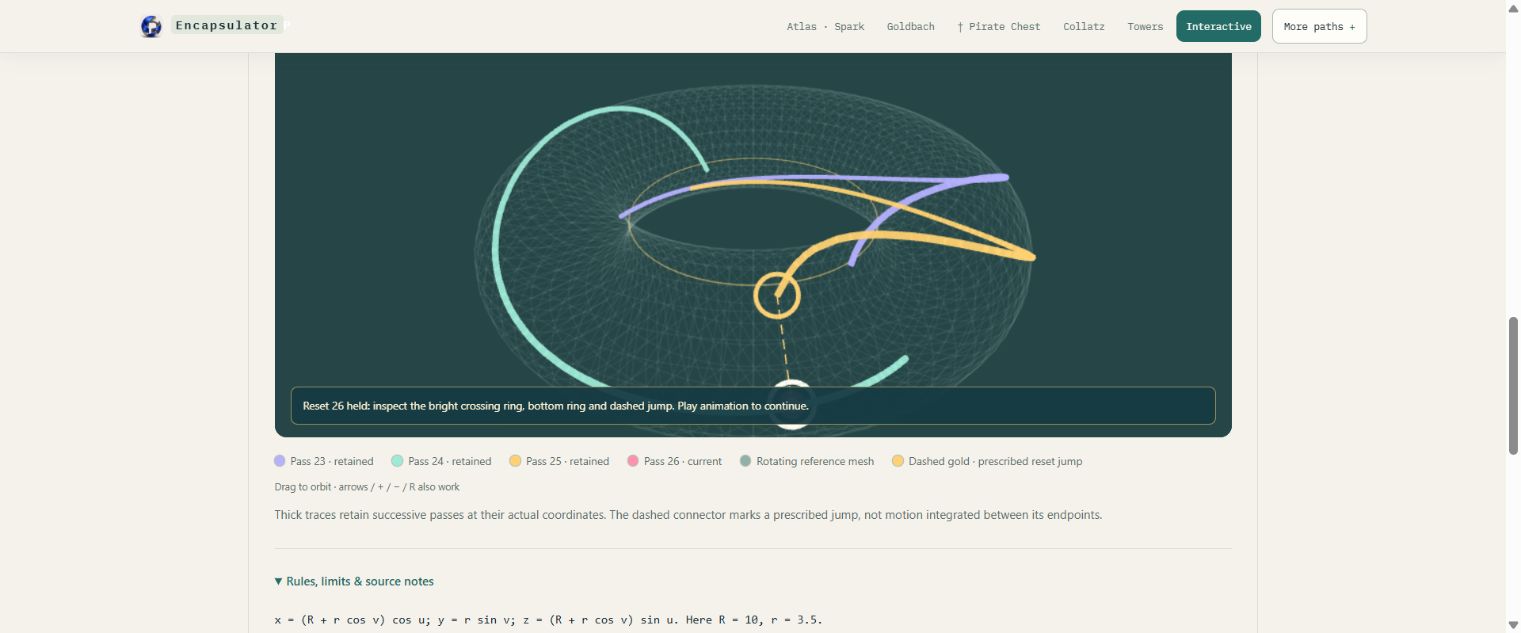 Encapsulator
Atlas · Spark Goldbach † Pirate Chest Collatz Towers Interactive More paths +
Reset 26 held: inspect the bright crossing ring, bottom ring and dashed jump. Play animation to continue.
Pass 23 · retained Pass 24 · retained Pass 25 · retained Pass 26 · current Rotating reference mesh Dashed gold · prescribed reset jump
Drag to orbit · arrows / + / − / R also work
Thick traces retain successive passes at their actual coordinates. The dashed connector marks a prescribed jump, not motion integrated between its endpoints.
▼ Rules, limits & source notes
x = (R + r cos v) cos u; y = r sin v; z = (R + r cos v) sin u. Here R = 10, r = 3.5.